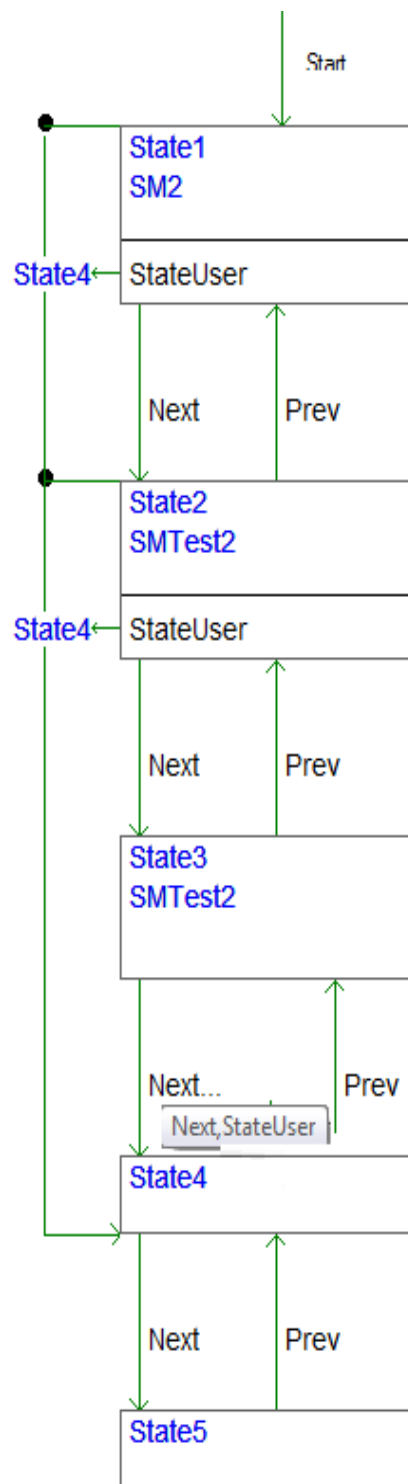 Start
State1
SM2
State4
StateUser
Next
Prev
State2
SMTest2
State4
StateUser
Next
Prev
State3
SMTest2
Next...
Prev
Next,StateUser
State4
Next
Prev
State5